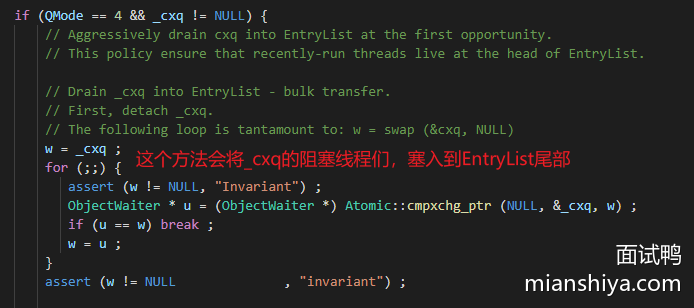 if (QMode == 4 && _cxq != NULL) {
// Aggressively drain cxq into EntryList at the first opportunity.
// This policy ensure that recently-run threads live at the head of EntryList.
// Drain _cxq into EntryList - bulk transfer.
// First, detach _cxq.
// The following loop is tantamount to: w = swap (&cxq, NULL)
w = _cxq ;
这个方法会将_cxq的阻塞线程们，塞入到EntryList尾部
for (;;) {
assert (w != NULL, "Invariant") ;
ObjectWaiter * u = (ObjectWaiter *) Atomic::cmpxchg_ptr (NULL, &_cxq, w) ;
if (u == w) break ;
w = u ;
}
assert (w != NULL , "invariant") ;
面试鸭
mianshiya.com